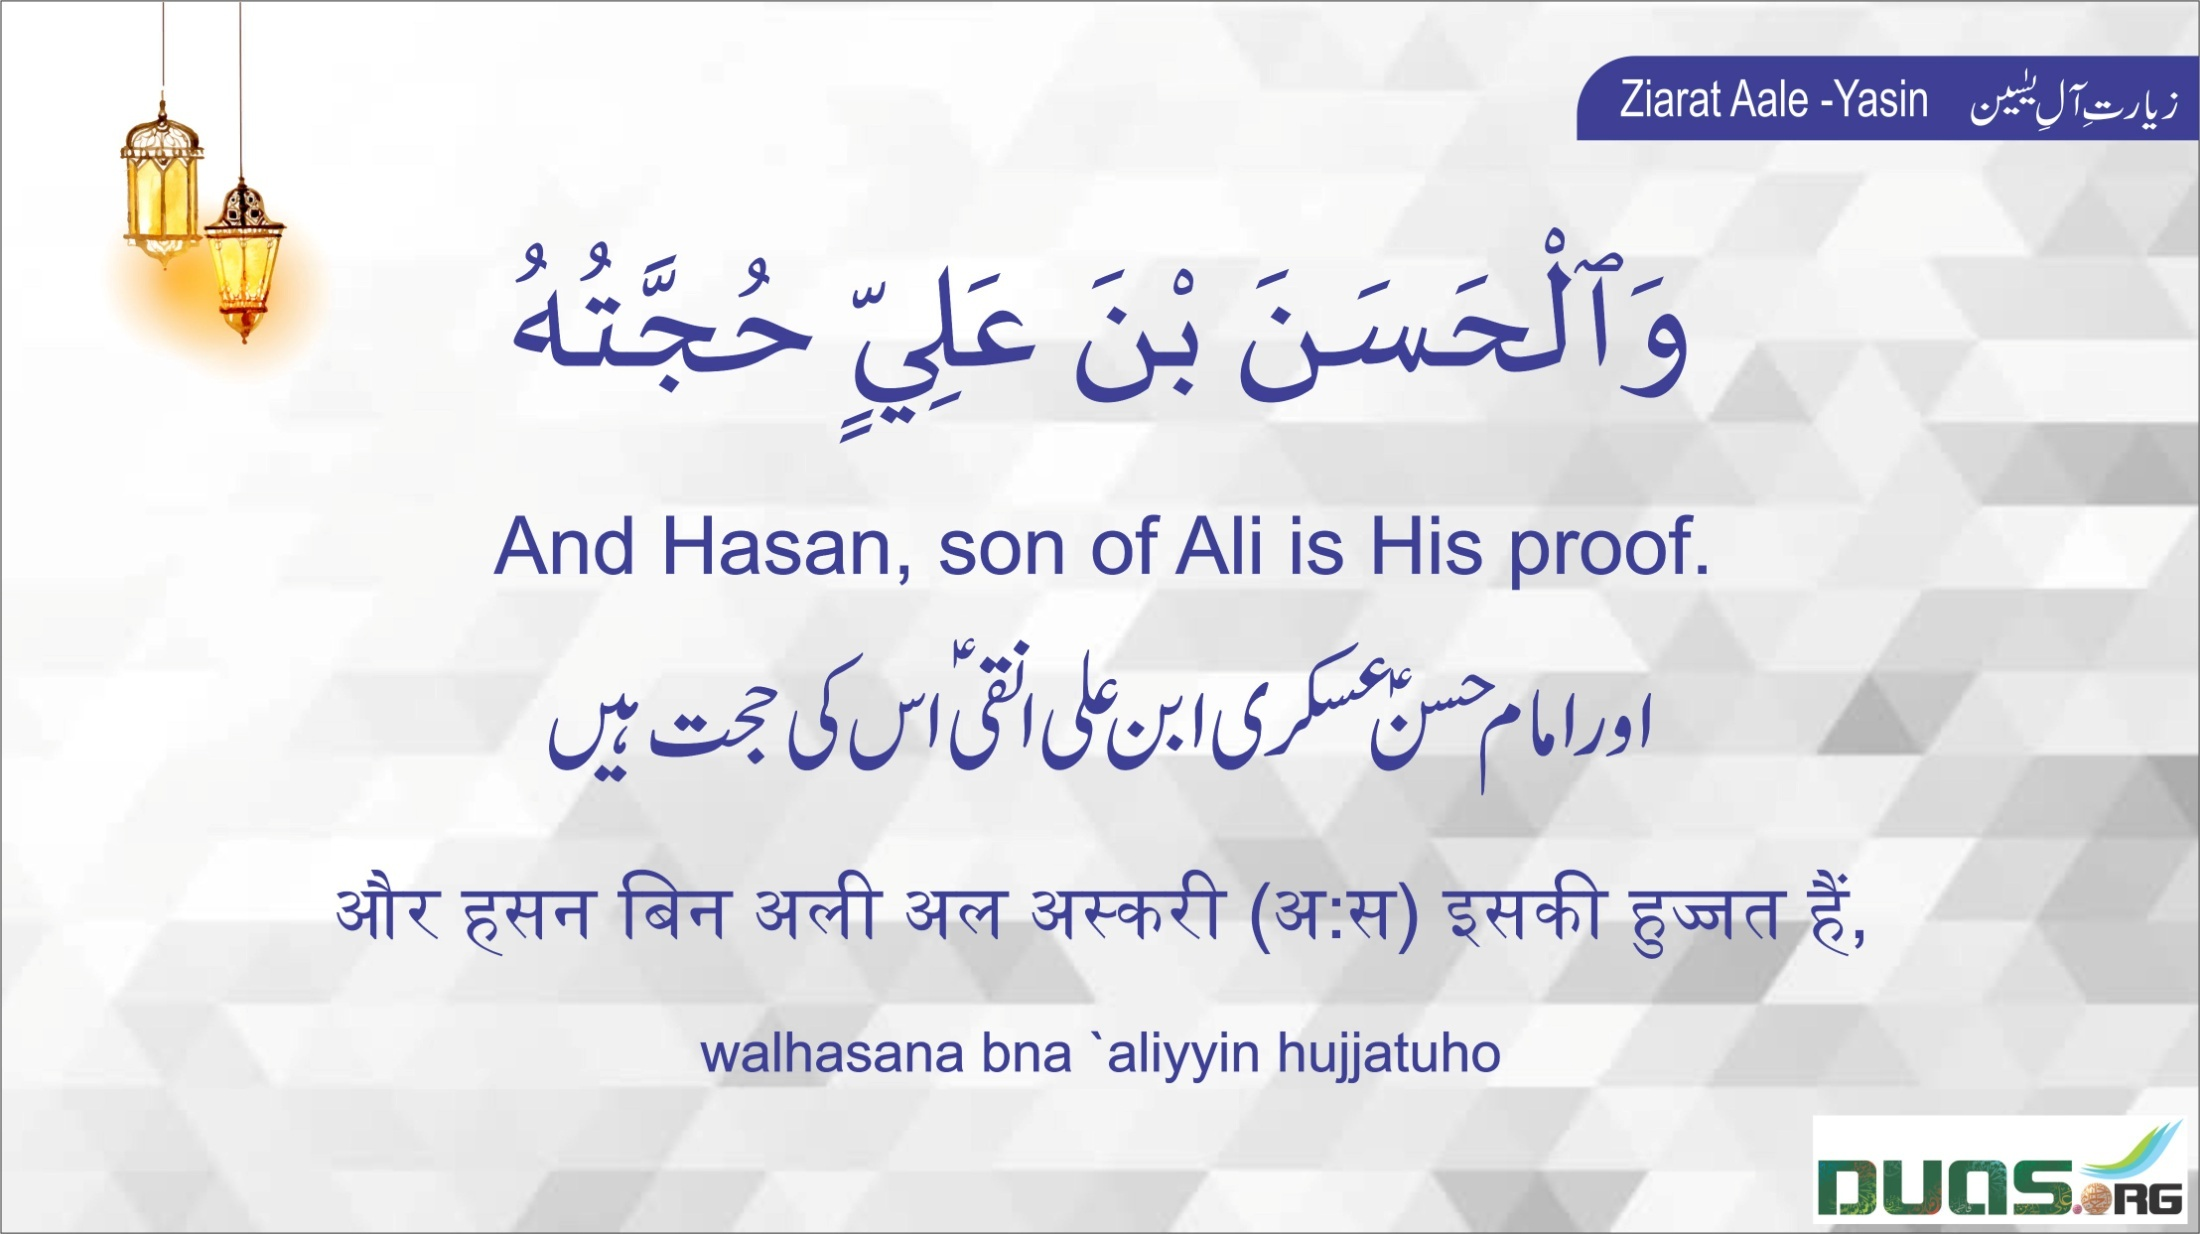 Ziarat Aale -Yasin زیارتِ آلِ یٰسین
وَٱلْحَسَنَ بْنَ عَلِيٍّ حُجَّتُهُ
And Hasan, son of Ali is His proof.
اور امام حسنؑ عسکری ابن علی انقیؑ اس کی حجت ہیں
और हसन बिन अली अल अस्करी (अ:स) इसकी हुज्जत हैं,
walhasana bna `aliyyin hujjatuho
DUAS.ORG